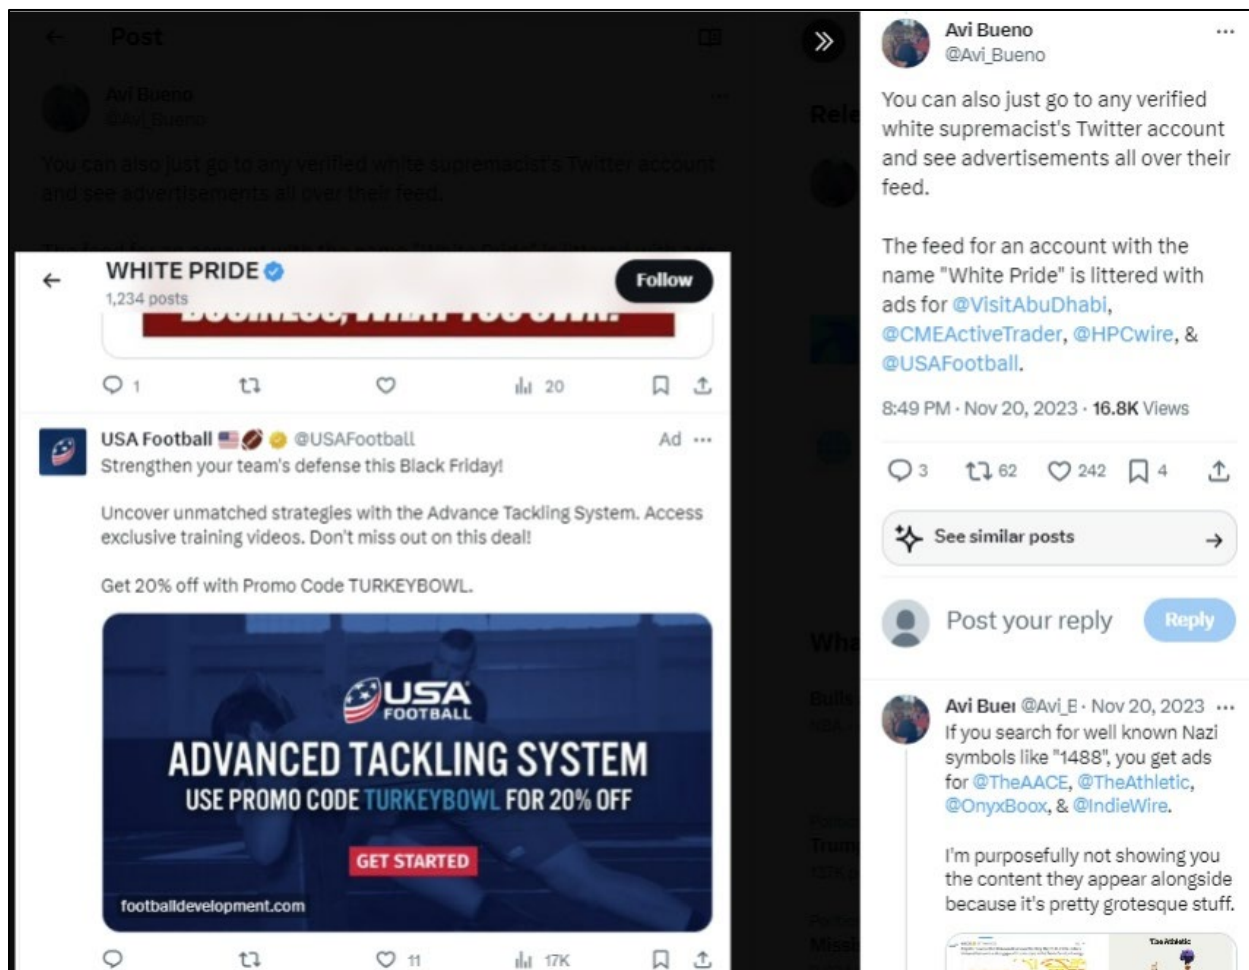 Post
Avi Bueno
@Avi_Bueno
You can also just go to any verified white supremacist's Twitter account
and see advertisements all over their feed.
WHITE PRIDE
1,234 posts
Follow
BUSINESS, WHAT YOU OWN!
1
20
USA Football @USAFootball
Ad
Strengthen your team's defense this Black Friday!
Uncover unmatched strategies with the Advance Tackling System. Access
exclusive training videos. Don't miss out on this deal!
Get 20% off with Promo Code TURKEYBOWL.
USA
FOOTBALL
ADVANCED TACKLING SYSTEM
USE PROMO CODE TURKEYBOWL FOR 20% OFF
GET STARTED
footballdevelopment.com
11
17K
Avi Bueno
@Avi_Bueno
You can also just go to any verified
white supremacist's Twitter account
and see advertisements all over their
feed.
The feed for an account with the
name "White Pride" is littered with
ads for @VisitAbuDhabi,
@CMEActiveTrader, @HPCwire, &
@USAFootball.
8:49 PM · Nov 20, 2023 · 16.8K Views
3
62
242
4
See similar posts
Post your reply
Reply
Avi Buei @Avi_E · Nov 20, 2023
If you search for well known Nazi
symbols like "1488", you get ads
for @TheAACE, @TheAthletic,
@OnyxBoox, & @IndieWire.
I'm purposefully not showing you
the content they appear alongside
because it's pretty grotesque stuff.
The Athletic